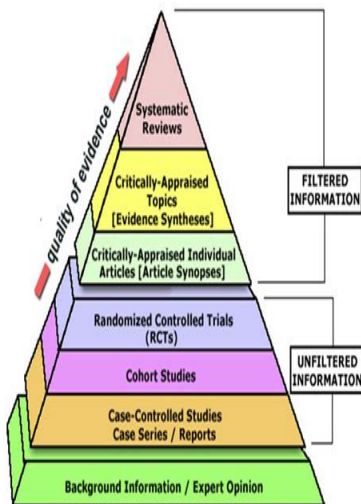 quality of evidence
Systematic
Reviews
Critically-Appraised
Topics
[Evidence Syntheses]
Critically-Appraised Individual
Articles [Article Synopses]
FILTERED
INFORMATION
Randomized Controlled Trials
(RCTs)
Cohort Studies
Case-Controlled Studies
Case Series / Reports
UNFILTERED
INFORMATION
Background Information / Expert Opinion